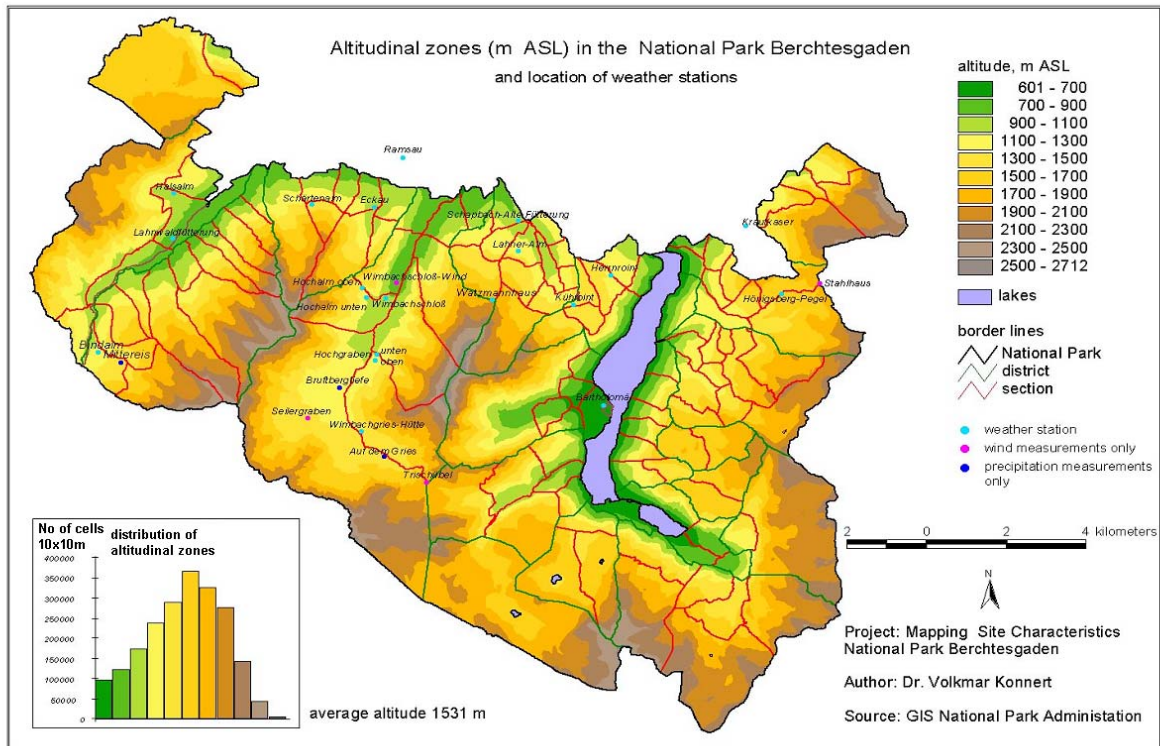 Altitudinal zones (m ASL) in the National Park Berchtesgaden
and location of weather stations
altitude, m ASL
601 - 700
700 - 900
900 - 1100
1100 - 1300
1300 - 1500
1500 - 1700
1700 - 1900
1900 - 2100
2100 - 2300
2300 - 2500
2500 - 2712
lakes
border lines
National Park
district
section
weather station
wind measurements only
precipitation measurements
only
Ramsau
Halsalm
Schärtenalm
Eckau
Schapbach-Alte-Fütterung
Krautkaser
Lahnwaldfütterung
Lahner-Alm
Herrnroint
Stahlhaus
Hochalm oben
Wimbachschloß-Wind
Hochalm unten
Wimbachschloß
Watzmannhaus
Kühroint
Hönigsberg-Pegel
Bindalm
Mittereis
Hochgraben
unten
oben
Seilergraben
Wimbachgries-Hütte
Auf dem Gries
Trischübel
No of cells
10x10m
distribution of
altitudinal zones
400000
350000
300000
250000
200000
150000
100000
50000
0
average altitude 1531 m
2 0 2 4 kilometers
N
Project: Mapping Site Characteristics
National Park Berchtesgaden
Author: Dr. Volkmar Konnert
Source: GIS National Park Administation